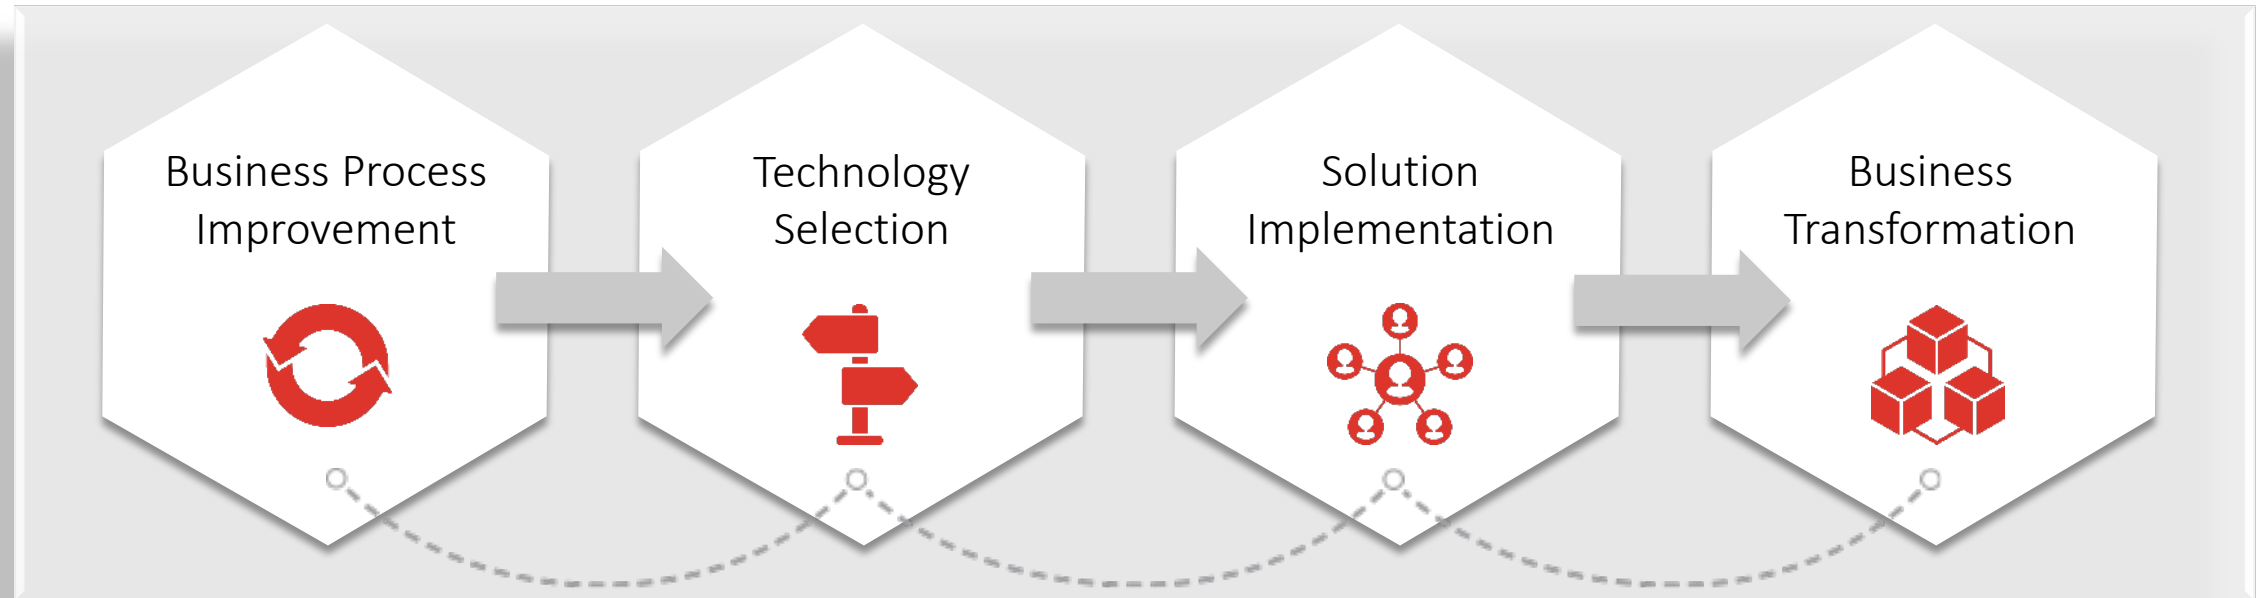 Business Process
Improvement
Technology
Selection
Solution
Implementation
Business
Transformation